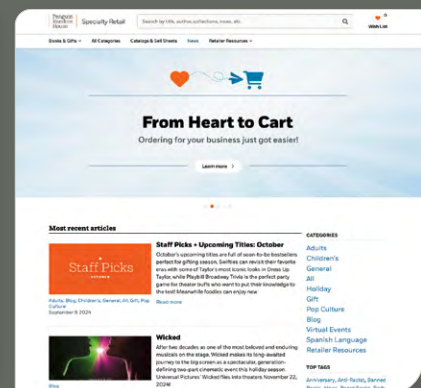 Penguin
Random
House
Specialty Retail
Search by title, author, collections, news, etc.
Wish List
Books & Gifts
All Categories
Catalogs & Sell Sheets
News
Retailer Resources
From Heart to Cart
Ordering for your business just got easier!
Learn more
Most recent articles
Staff Picks
Adults, Blog, Children's, General, All, Gift, Pop
Culture
September 9 2024
Staff Picks + Upcoming Titles: October
October's upcoming titles are full of soon-to-be bestsellers
perfect for gifting season. Swifties can revisit their favorite
eras with some of Taylor's most iconic looks in Dress Up
Taylor, while Playbill Broadway Trivia is the perfect party
game for theater buffs who want to put their knowledge to
the test! Meanwhile foodies can enjoy new
Read more
Wicked
After two decades as one of the most beloved and enduring
musicals on the stage, Wicked makes its long-awaited
journey to the big screen as a spectacular, generation-
defining two-part cinematic event this holiday season.
Universal Pictures' Wicked flies into theaters November 22,
2024!
Blog
CATEGORIES
Adults
Children's
General
All
Holiday
Gift
Pop Culture
Blog
Virtual Events
Spanish Language
Retailer Resources
TOP TAGS
Anniversary, Anti-Racist, Banned